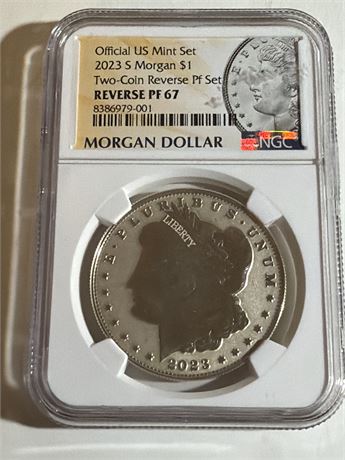 Official US Mint Set
2023 S Morgan $1
Two-Coin Reverse Pf Set
REVERSE PF 67
8386979-001
MORGAN DOLLAR
NGC
E·PLURIBUS·UNUM
LIBERTY
2023